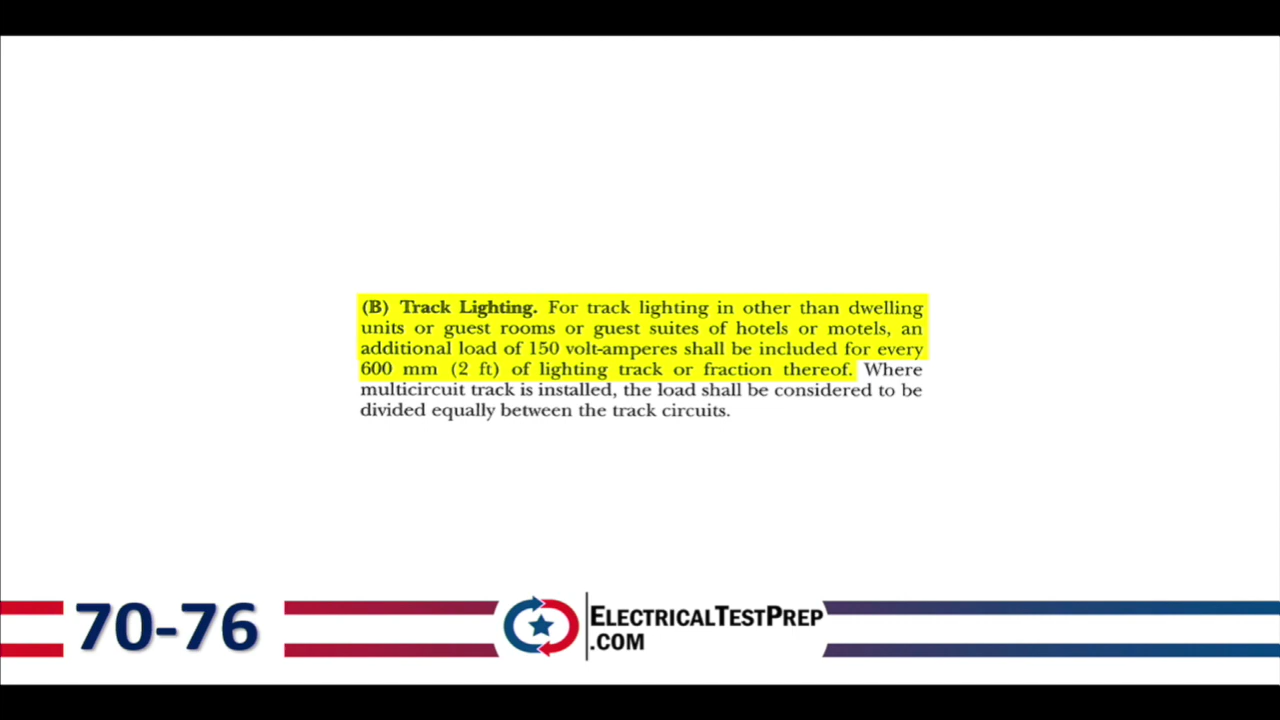 (B) Track Lighting. For track lighting in other than dwelling
units or guest rooms or guest suites of hotels or motels, an
additional load of 150 volt-amperes shall be included for every
600 mm (2 ft) of lighting track or fraction thereof. Where
multicircuit track is installed, the load shall be considered to be
divided equally between the track circuits.
70-76
ELECTRICALTESTPREP
.COM